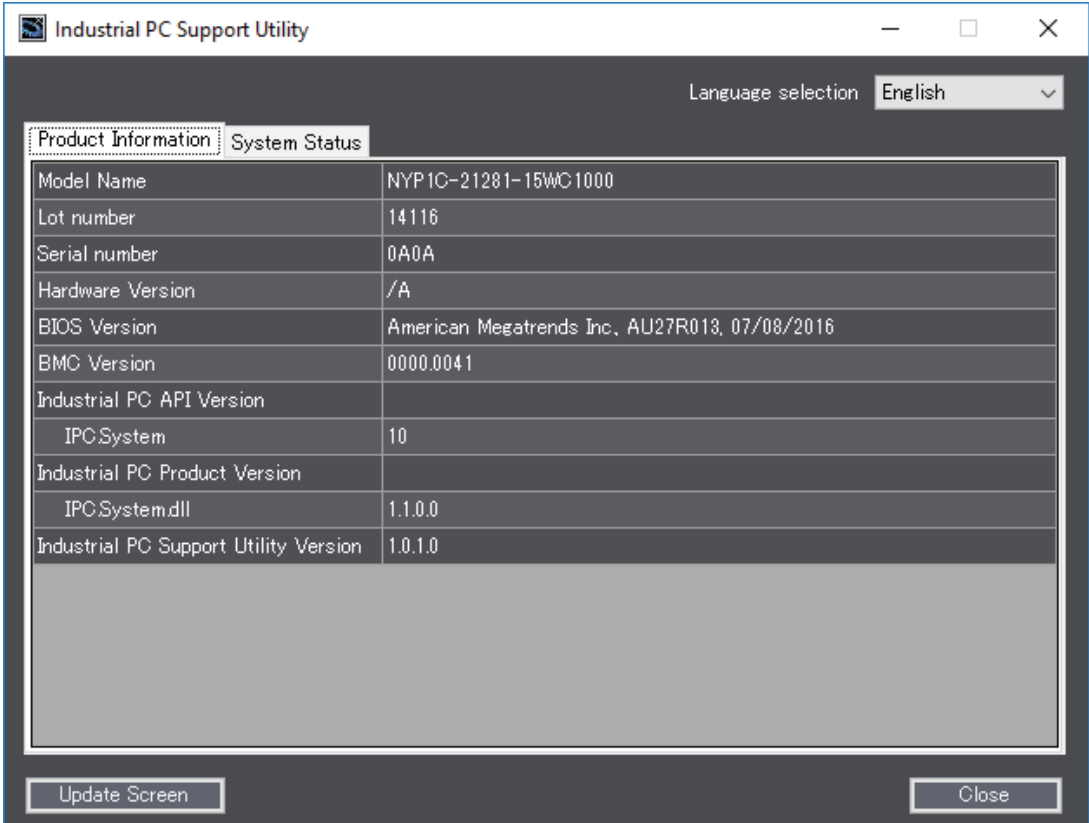 Industrial PC Support Utility
Language selection English
Product Information System Status
Model Name NYP1C-21281-15WC1000
Lot number 14116
Serial number 0A0A
Hardware Version /A
BIOS Version American Megatrends Inc., AU27R013, 07/08/2016
BMC Version 0000.0041
Industrial PC API Version
IPC.System 10
Industrial PC Product Version
IPC.System.dll 1.1.0.0
Industrial PC Support Utility Version 1.0.1.0
Update Screen Close